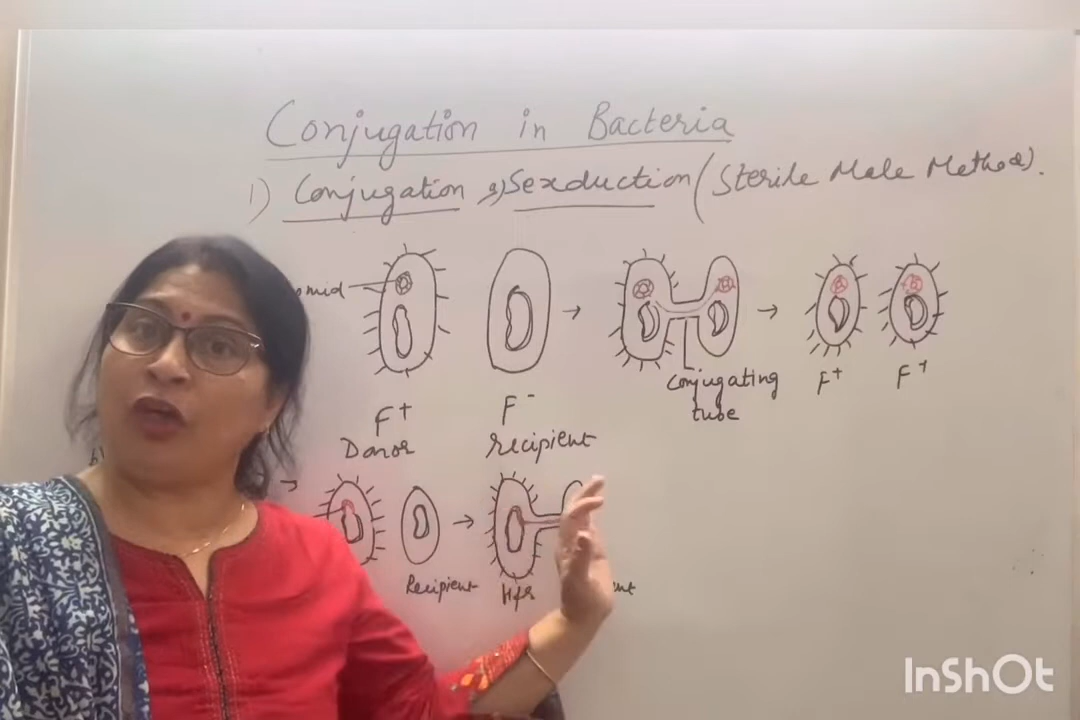 Conjugation in Bacteria
1) Conjugation 2) Sexduction (Sterile Male Method).
F+
F-
Donor
Recipient
Conjugating
tube
F+
F+
b)
Recipient
Hfr
InShOt